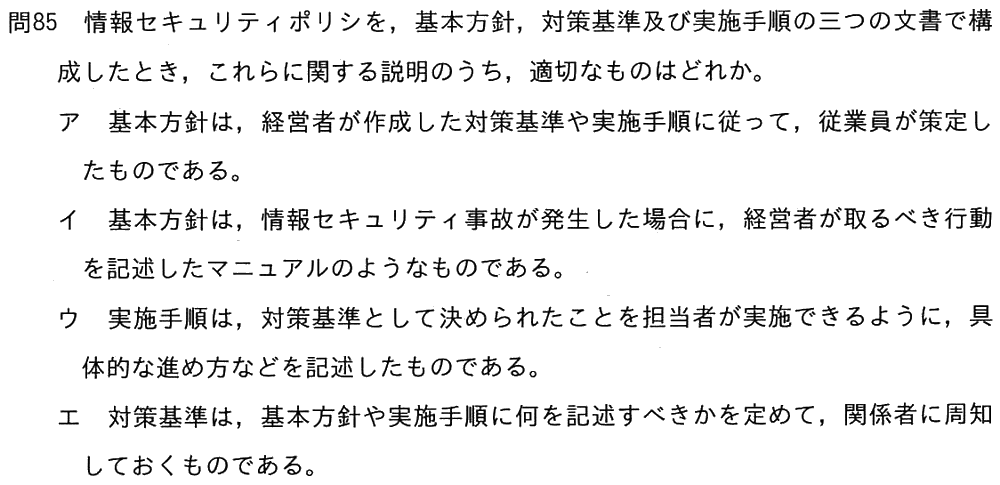 問85 情報セキュリティポリシを，基本方針，対策基準及び実施手順の三つの文書で構
成したとき，これらに関する説明のうち，適切なものはどれか。
ア 基本方針は，経営者が作成した対策基準や実施手順に従って，従業員が策定し
たものである。
イ 基本方針は，情報セキュリティ事故が発生した場合に，経営者が取るべき行動
を記述したマニュアルのようなものである。
ウ 実施手順は，対策基準として決められたことを担当者が実施できるように，具
体的な進め方などを記述したものである。
エ 対策基準は，基本方針や実施手順に何を記述すべきかを定めて，関係者に周知
しておくものである。